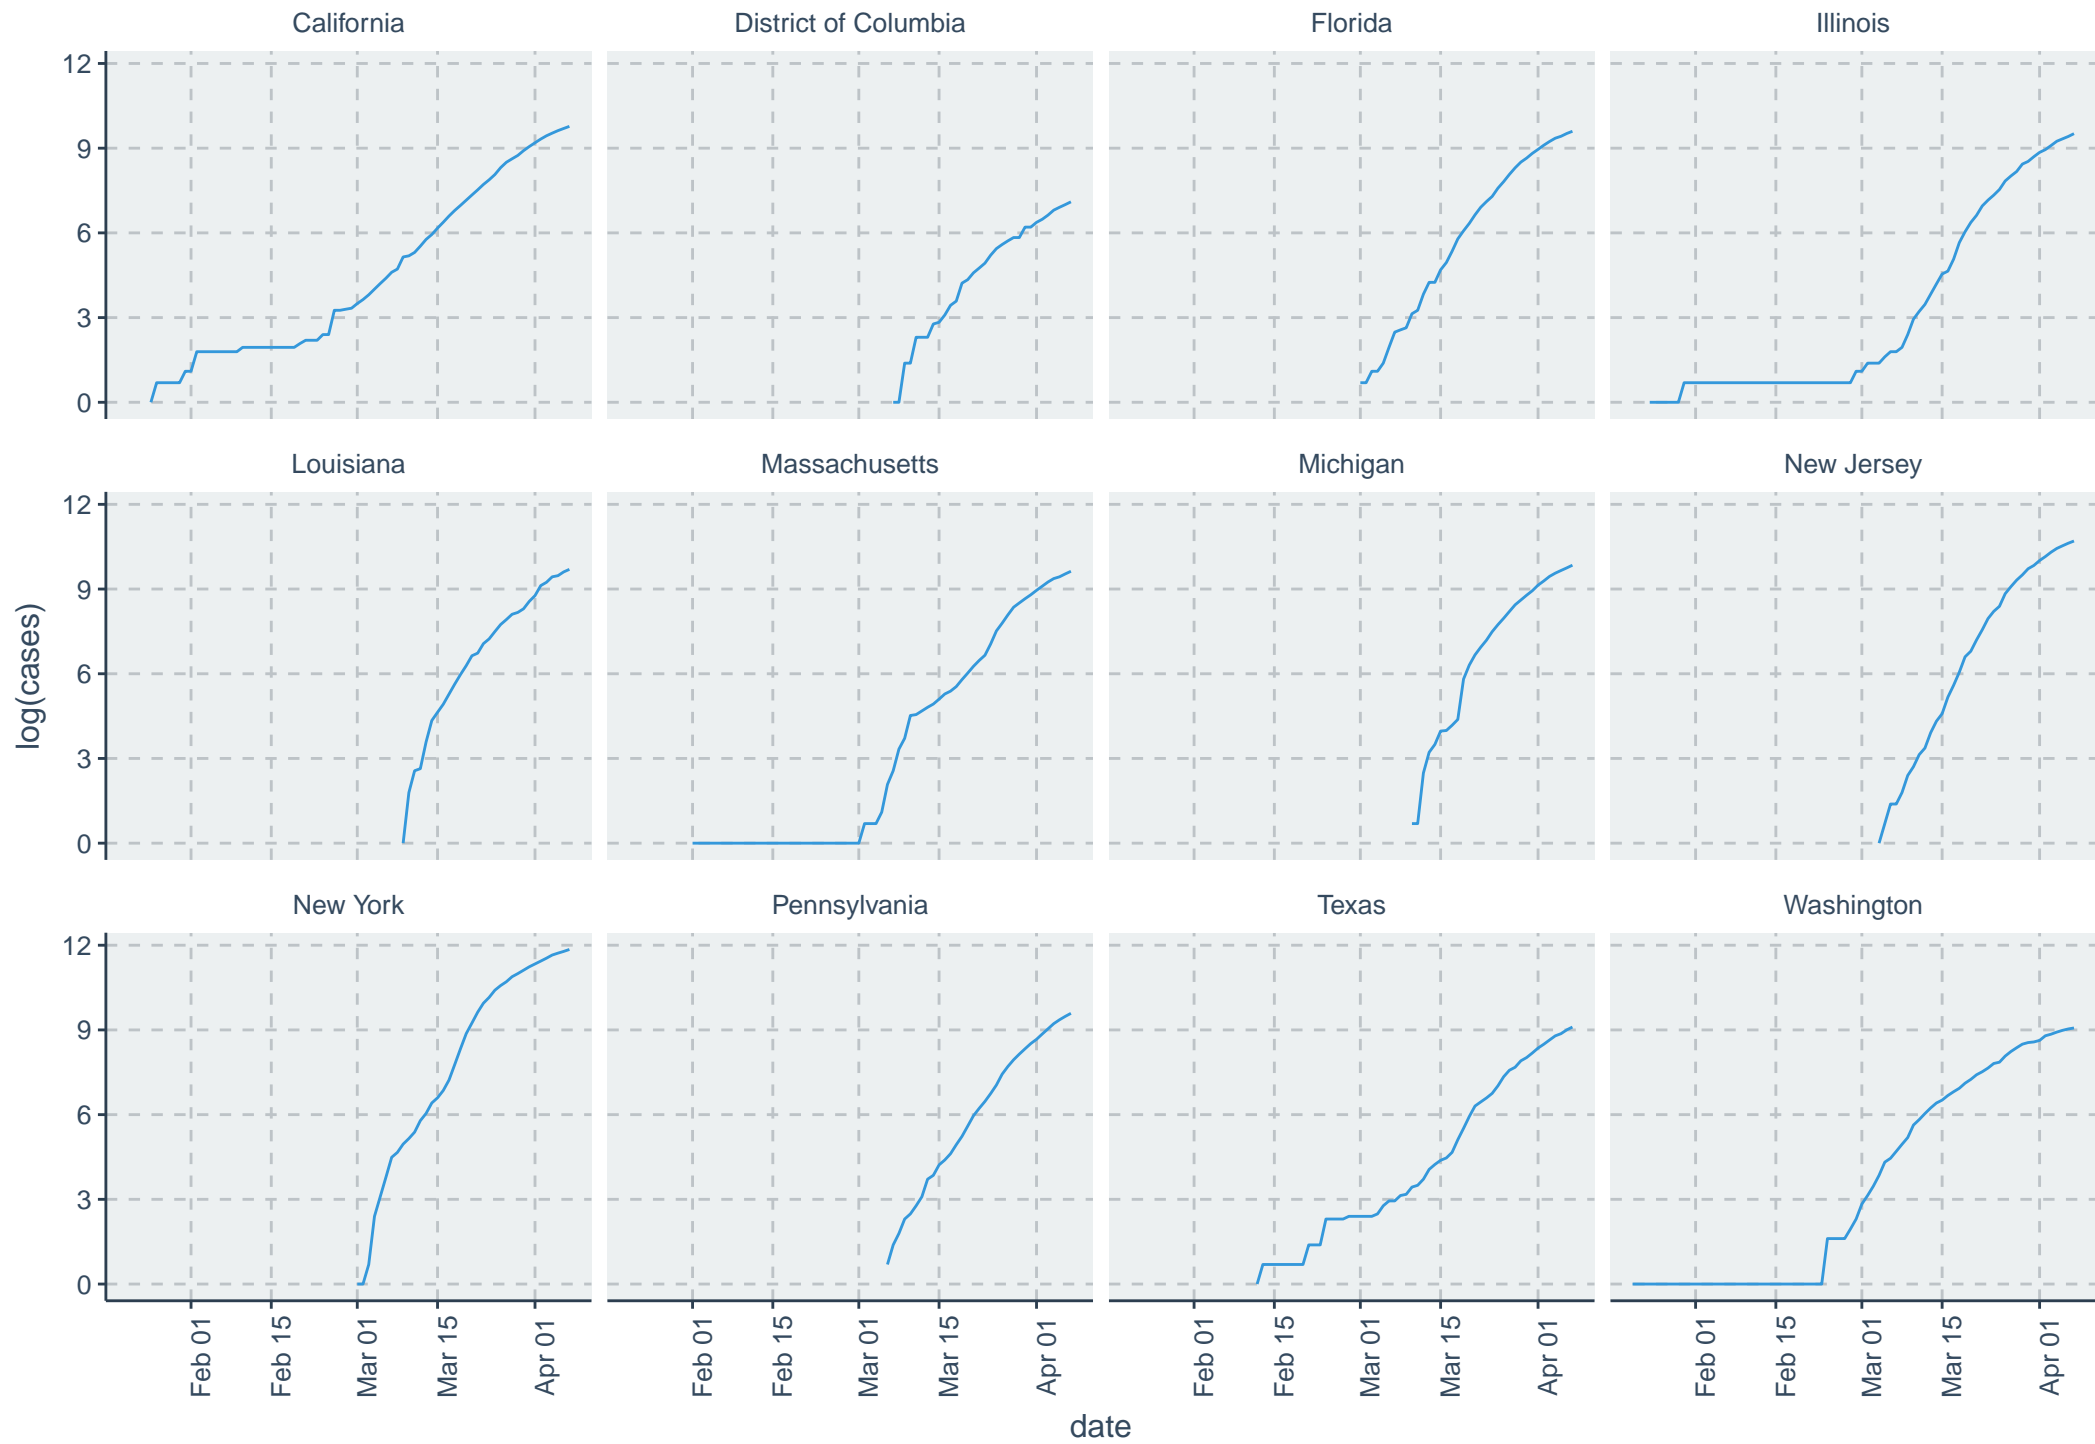 California
District of Columbia
Florida
Illinois
12
9
6
3
0
Louisiana
Massachusetts
Michigan
New Jersey
12
9
6
3
0
log(cases)
New York
Pennsylvania
Texas
Washington
12
9
6
3
0
Feb 01
Feb 15
Mar 01
Mar 15
Apr 01
Feb 01
Feb 15
Mar 01
Mar 15
Apr 01
Feb 01
Feb 15
Mar 01
Mar 15
Apr 01
Feb 01
Feb 15
Mar 01
Mar 15
Apr 01
date